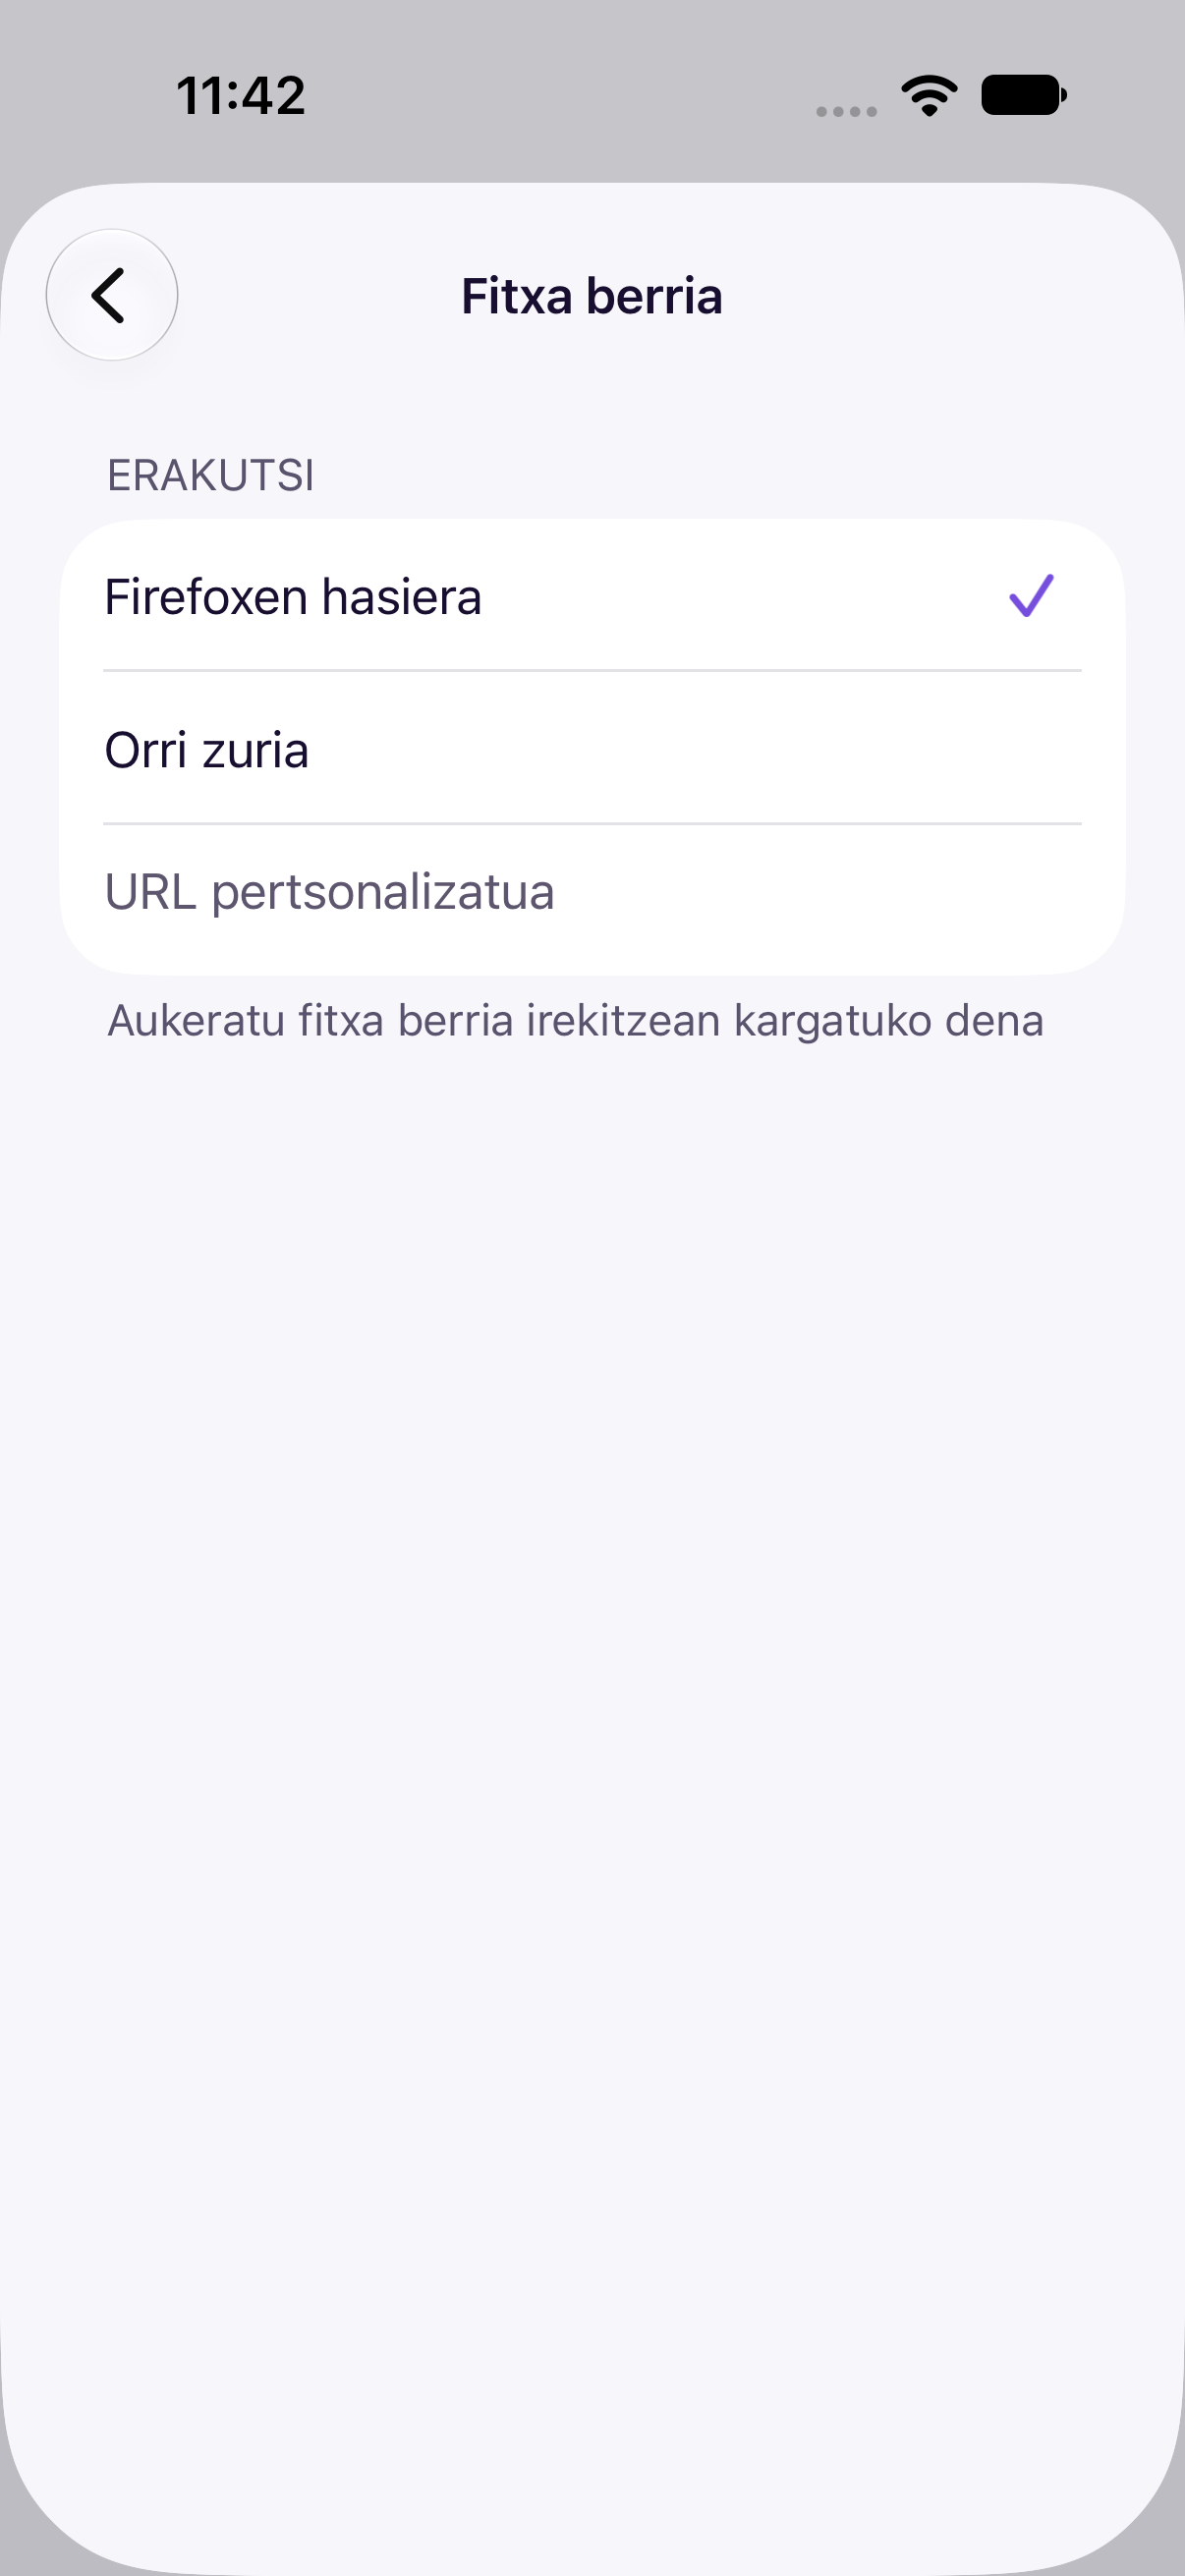 11:42
Fitxa berria
ERAKUTSI
Firefoxen hasiera
Orri zuria
URL pertsonalizatua
Aukeratu fitxa berria irekitzean kargatuko dena